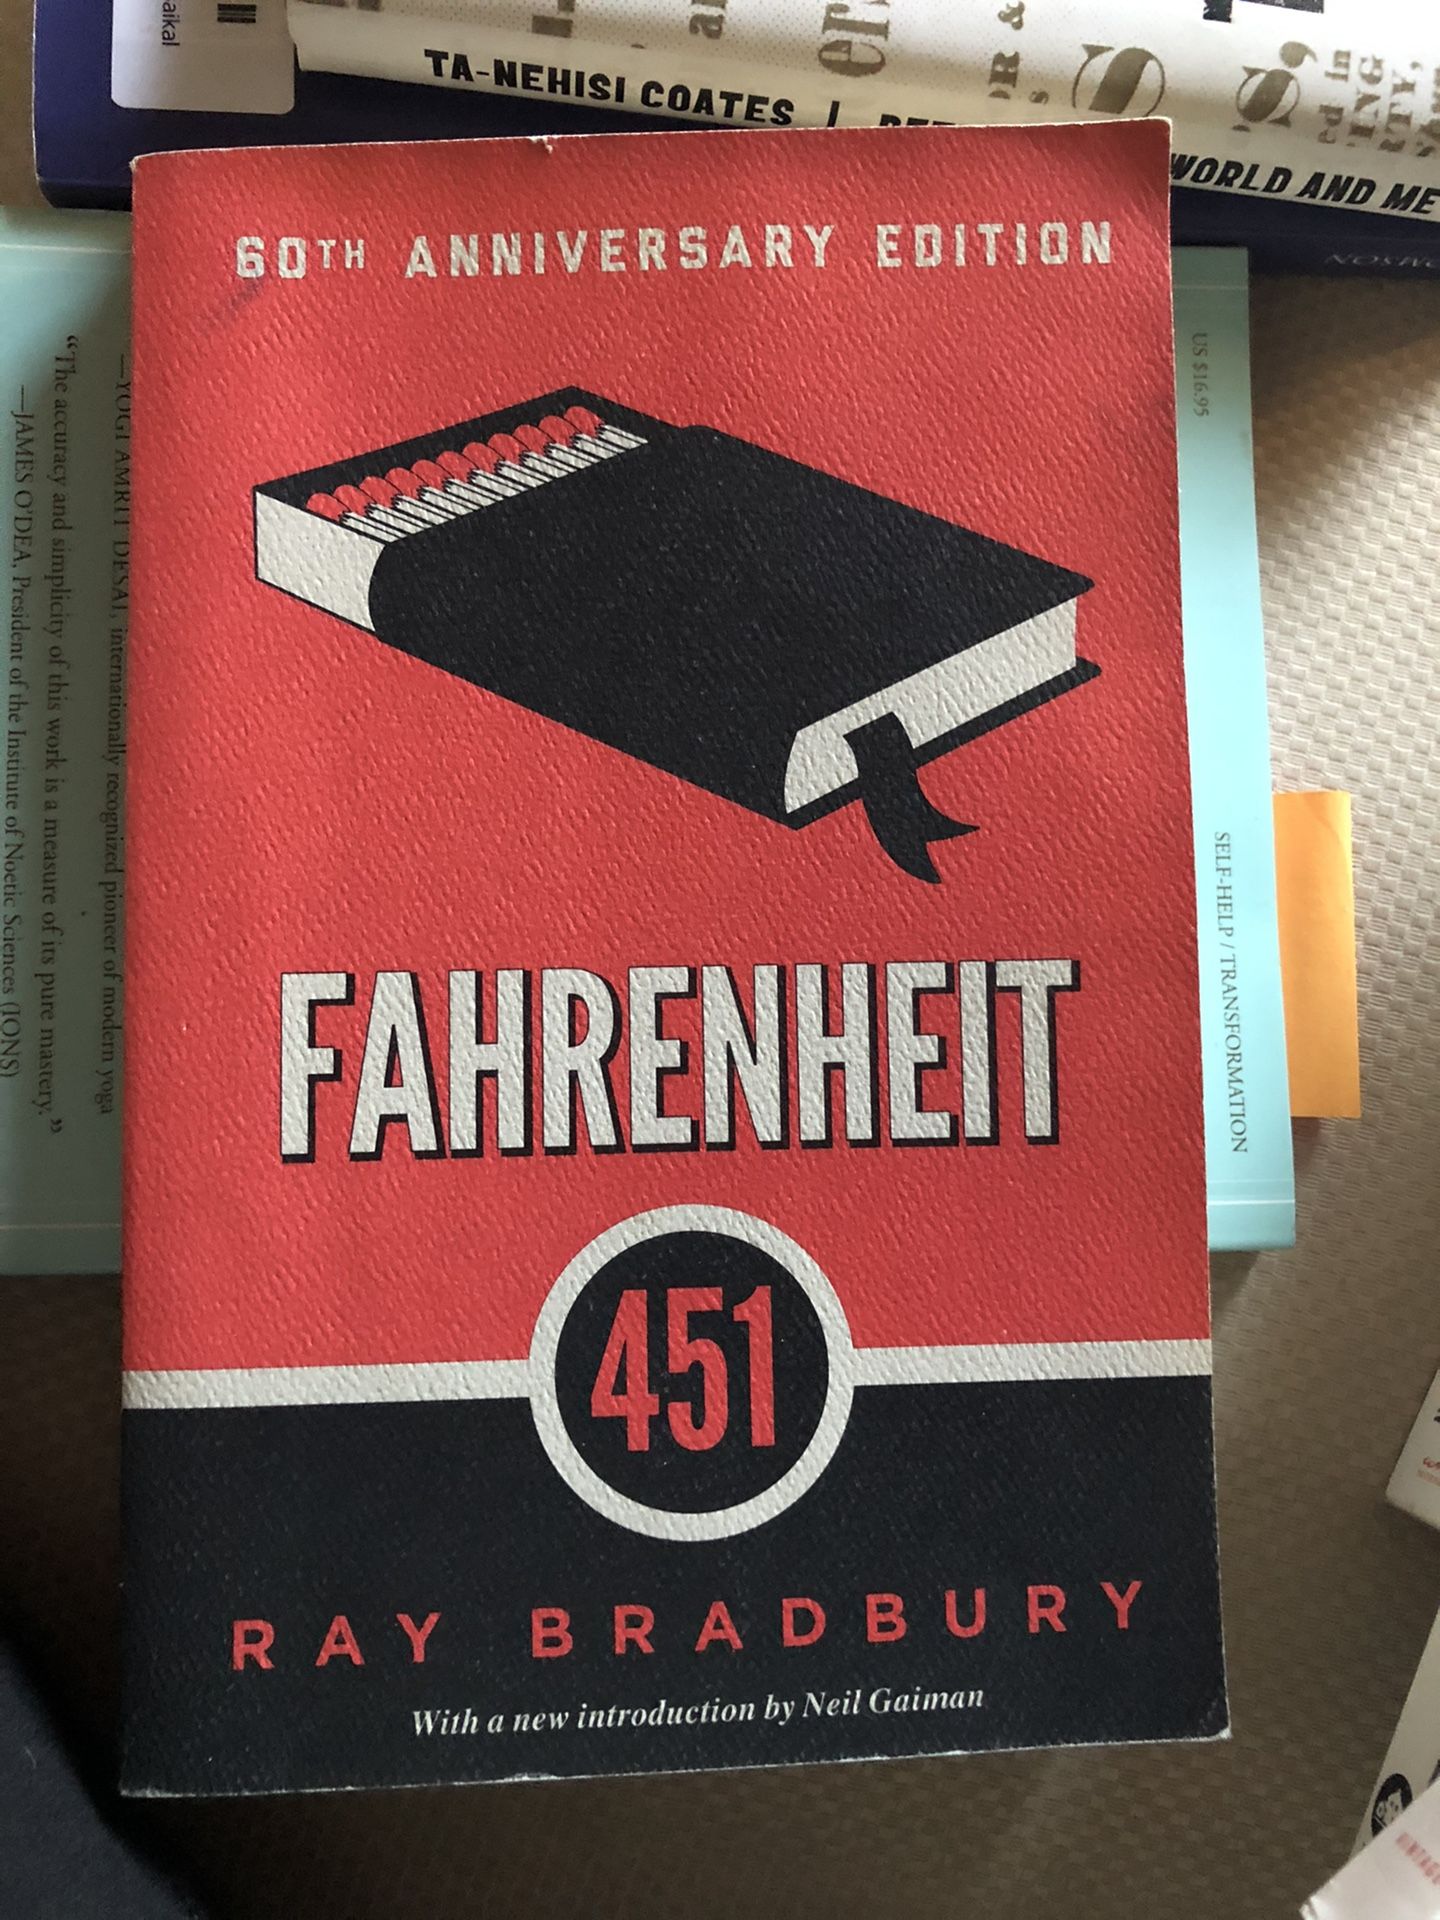 aikal
TA-NEHISI COATES |
WORLD AND ME
60TH ANNIVERSARY EDITION
FAHRENHEIT
451
RAY BRADBURY
With a new introduction by Neil Gaiman
—YOGI AMRIT DESAI, internationally recognized pioneer of modern yoga
“The accuracy and simplicity of this work is a measure of its pure mastery.”
—JAMES O’DEA, President of the Institute of Noetic Sciences (IONS)
US $16.95
SELF-HELP / TRANSFORMATION